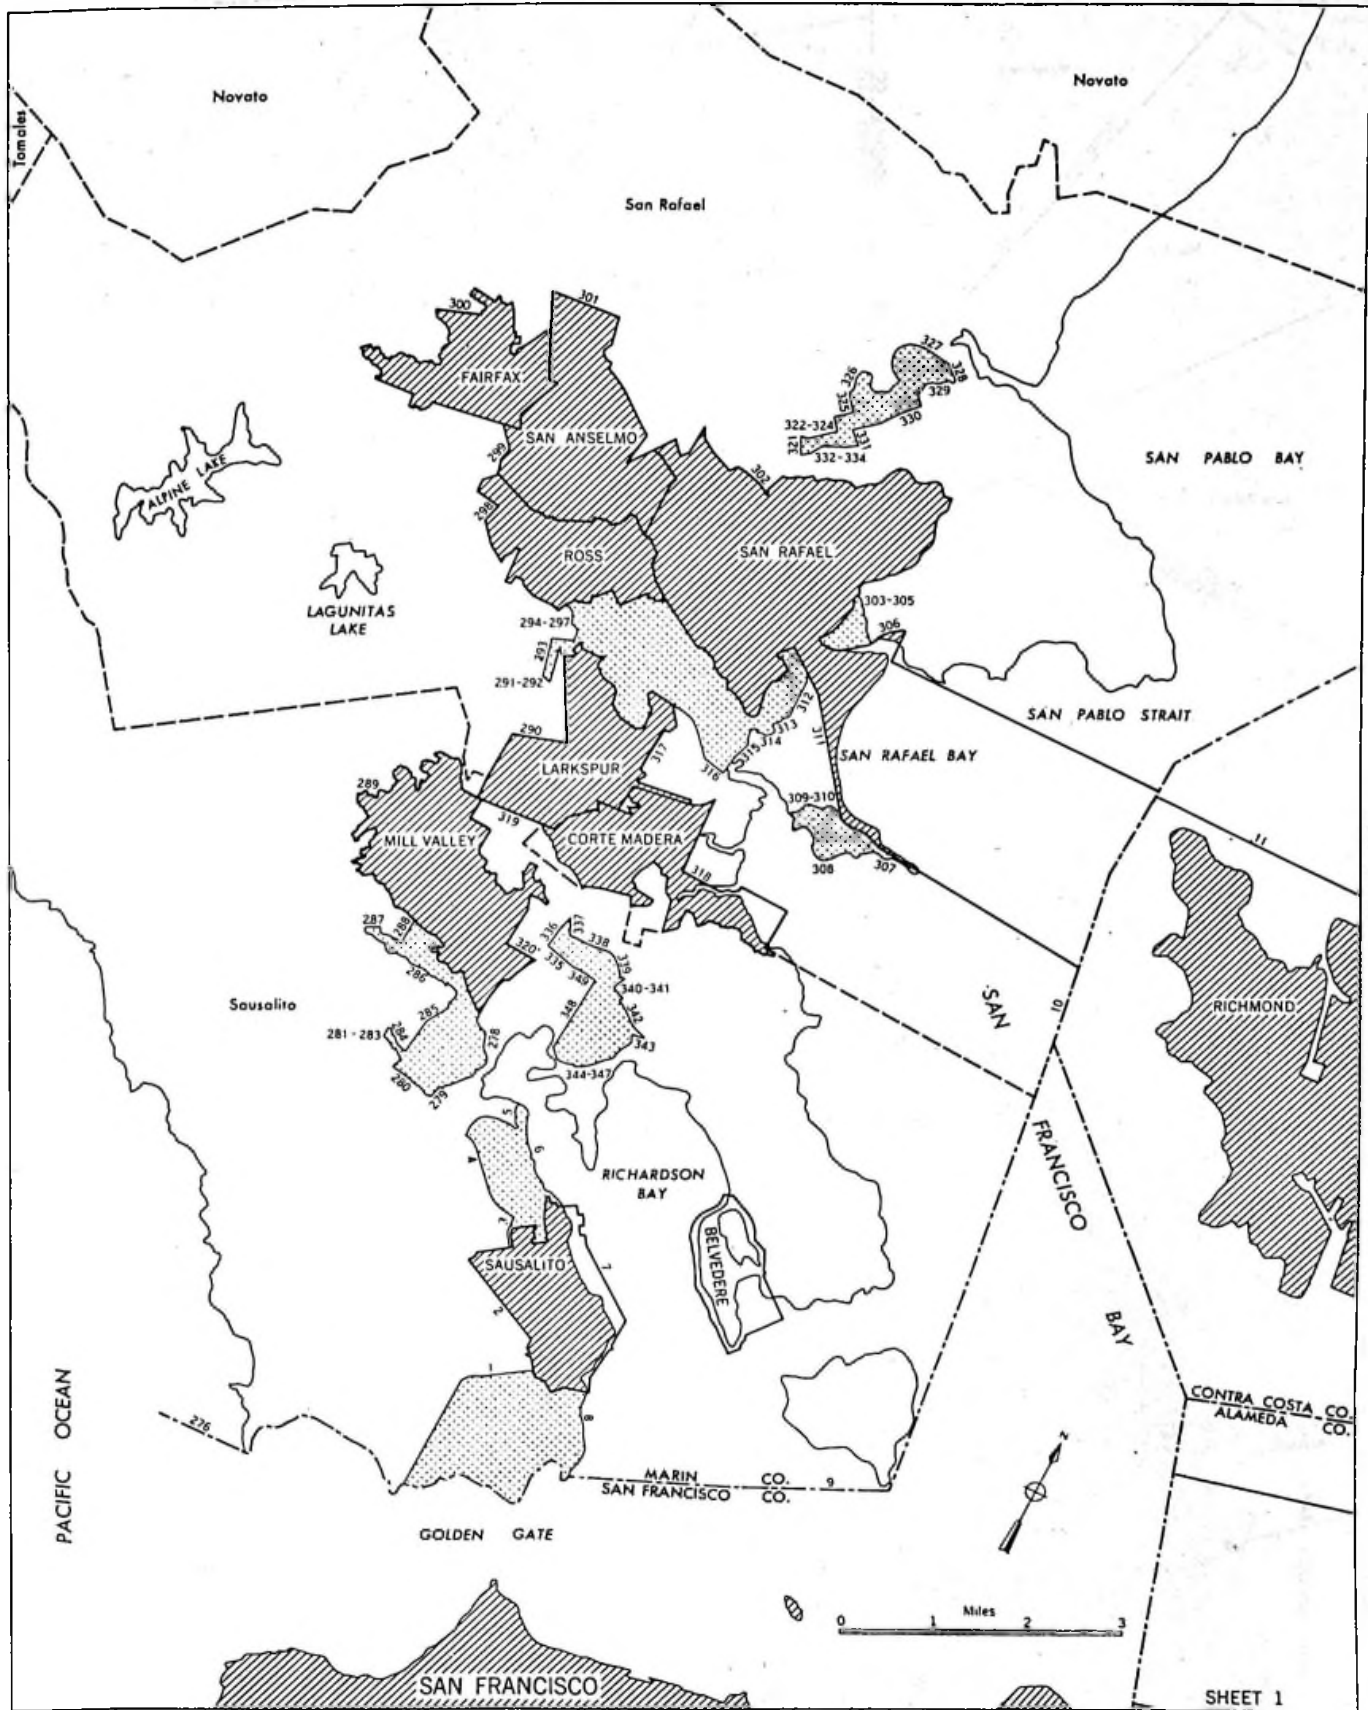 Novato
Novato
Tomales
San Rafael
300
301
FAIRFAX
327
328
326
329
325
330
322-324
331
321
332-334
299
SAN ANSELMO
302
SAN PABLO BAY
ALPINE LAKE
298
ROSS
SAN RAFAEL
LAGUNITAS
LAKE
303-305
306
294-297
293
291-292
SAN PABLO STRAIT
290
312
313
314
311
315
316
317
SAN RAFAEL BAY
LARKSPUR
289
309-310
319
MILL VALLEY
CORTE MADERA
11
308
307
318
287
288
286
336
337
338
320
335
349
339
340-341
348
342
343
344-347
Sausalito
285
281-283
284
278
280
279
SAN
10
RICHMOND
5
6
4
3
RICHARDSON
BAY
FRANCISCO
BELVEDERE
SAUSALITO
7
2
BAY
1
8
276
CONTRA COSTA CO.
ALAMEDA CO.
MARIN CO.
SAN FRANCISCO CO.
9
N
PACIFIC OCEAN
GOLDEN GATE
Miles
0 1 2 3
SAN FRANCISCO
SHEET 1